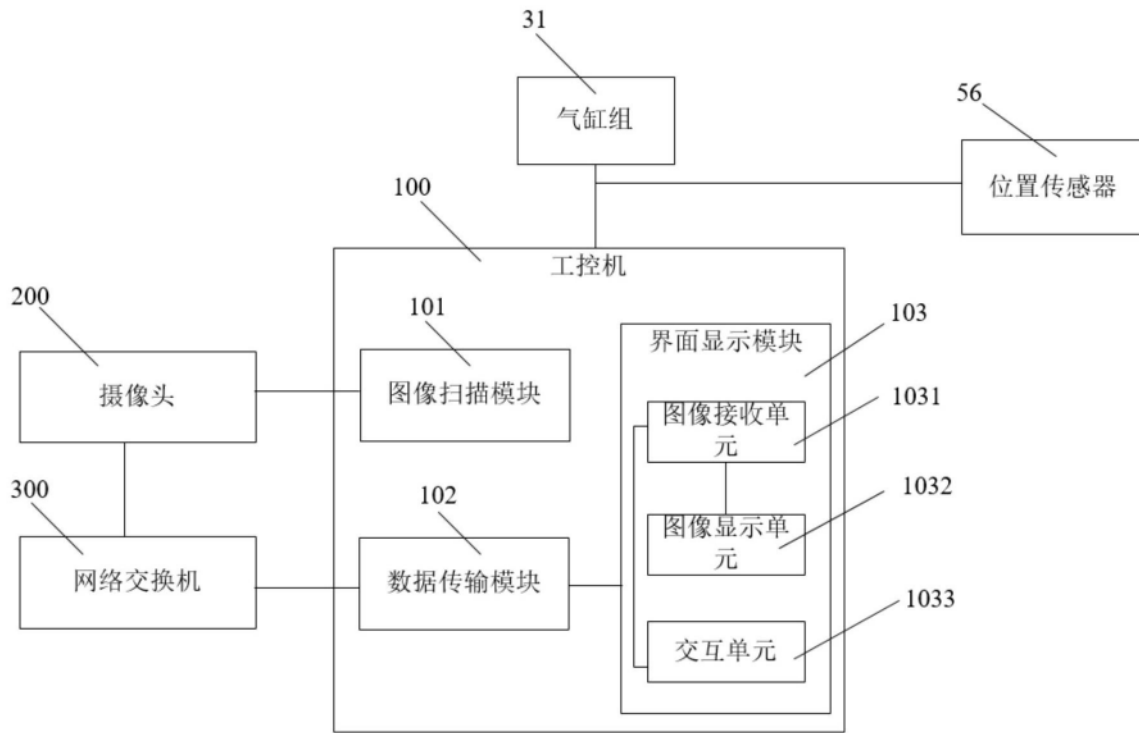 31
气缸组
56
位置传感器
100
工控机
200
摄像头
101
图像扫描模块
103
界面显示模块
1031
图像接收单
元
300
网络交换机
102
数据传输模块
1032
图像显示单
元
1033
交互单元